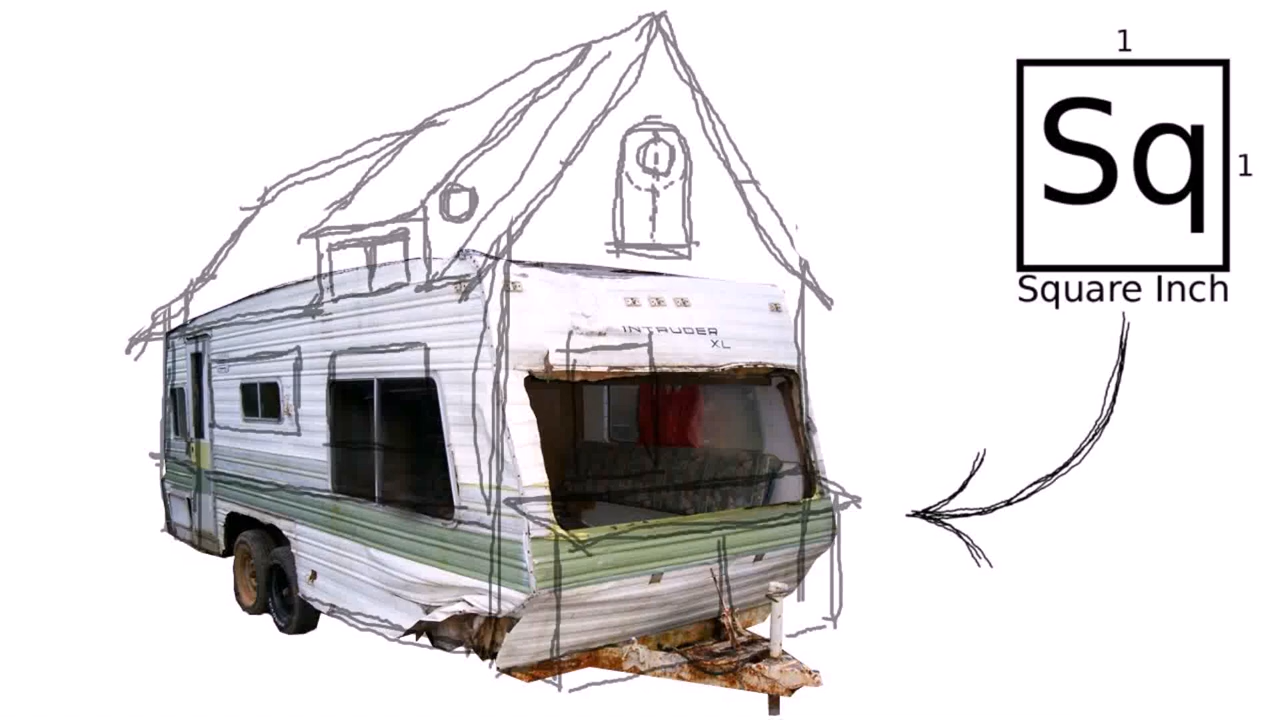 1
Sq
1
Square Inch
INTRUDER
XL